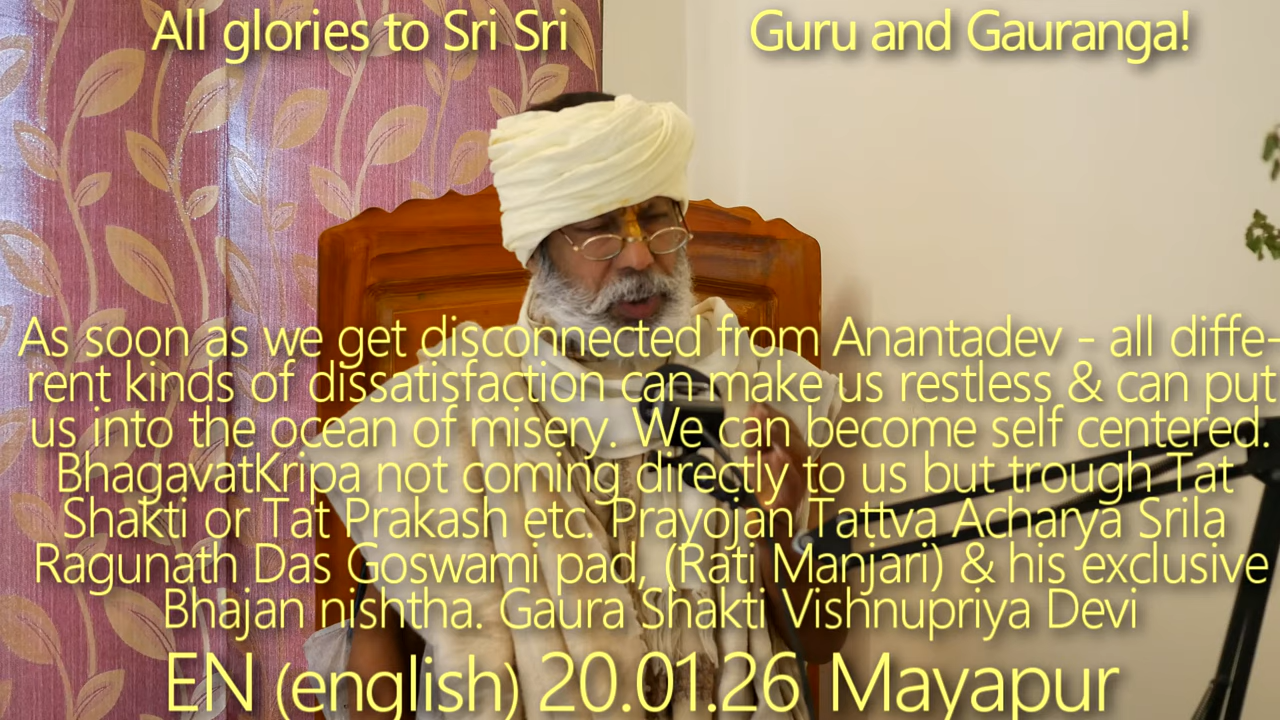 All glories to Sri Sri Guru and Gauranga!
As soon as we get disconnected from Anantadev - all diffe-
rent kinds of dissatisfaction can make us restless & can put
us into the ocean of misery. We can become self centered.
BhagavatKripa not coming directly to us but trough Tat
Shakti or Tat Prakash etc. Prayojan Tattva Acharya Srila
Ragunath Das Goswami pad, (Rati Manjari) & his exclusive
Bhajan nishtha. Gaura Shakti Vishnupriya Devi
EN (english) 20.01.26 Mayapur